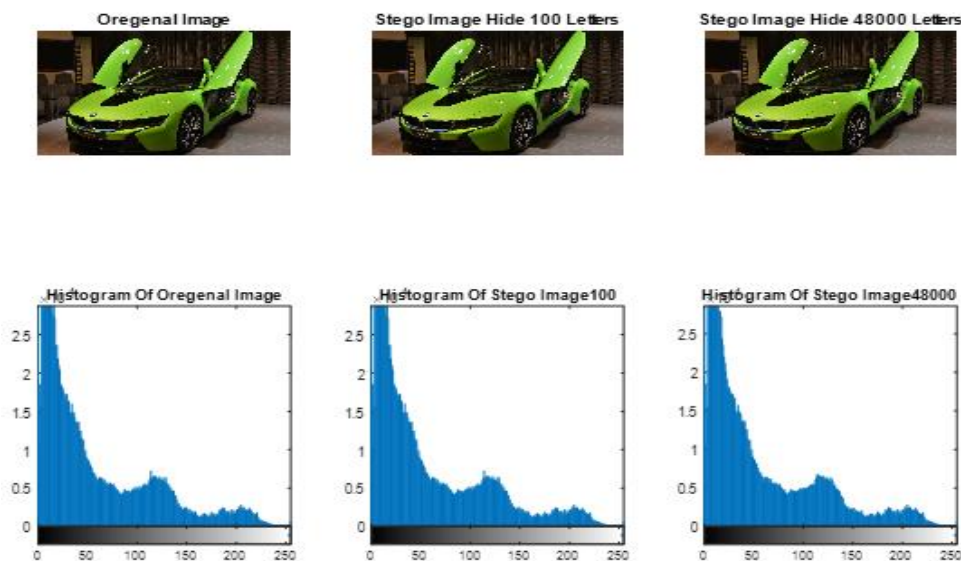 Oregenal Image
Stego Image Hide 100 Letters
Stego Image Hide 48000 Letters
Histogram Of Oregenal Image
Histogram Of Stego Image100
Histogram Of Stego Image48000
2.5
2
1.5
1
0.5
0
0 50 100 150 200 250
2.5
2
1.5
1
0.5
0
0 50 100 150 200 250
2.5
2
1.5
1
0.5
0
0 50 100 150 200 250